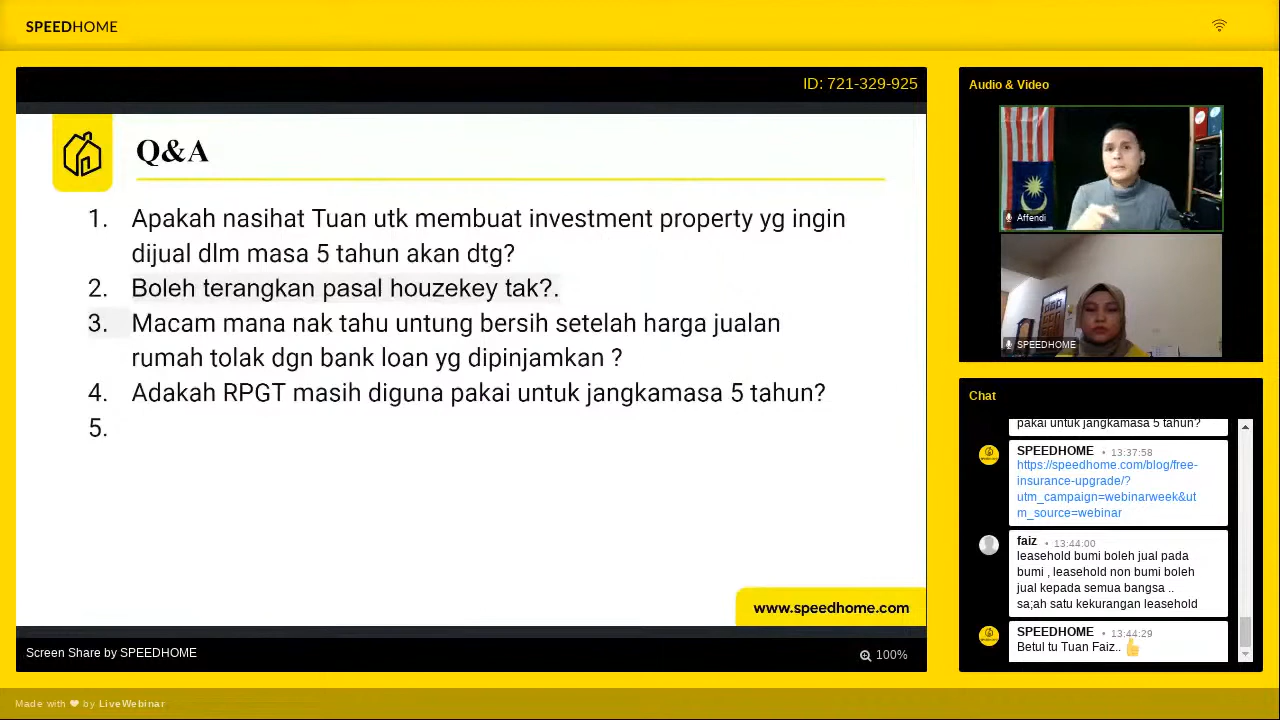 SPEEDHOME
ID: 721-329-925
Q&A
1. Apakah nasihat Tuan utk membuat investment property yg ingin
dijual dlm masa 5 tahun akan dtg?
2. Boleh terangkan pasal houzekey tak?.
3. Macam mana nak tahu untung bersih setelah harga jualan
rumah tolak dgn bank loan yg dipinjamkan ?
4. Adakah RPGT masih diguna pakai untuk jangkamasa 5 tahun?
5.
www.speedhome.com
Screen Share by SPEEDHOME
100%
Audio & Video
Affendi
SPEEDHOME
Chat
pakai untuk jangkamasa 5 tahun?
SPEEDHOME • 13:37:58
https://speedhome.com/blog/free-
insurance-upgrade/?
utm_campaign=webinarweek&ut
m_source=webinar
faiz • 13:44:00
leasehold bumi boleh jual pada
bumi , leasehold non bumi boleh
jual kepada semua bangsa ..
sa;ah satu kekurangan leasehold
SPEEDHOME • 13:44:29
Betul tu Tuan Faiz.. 👍
Made with ♥ by LiveWebinar